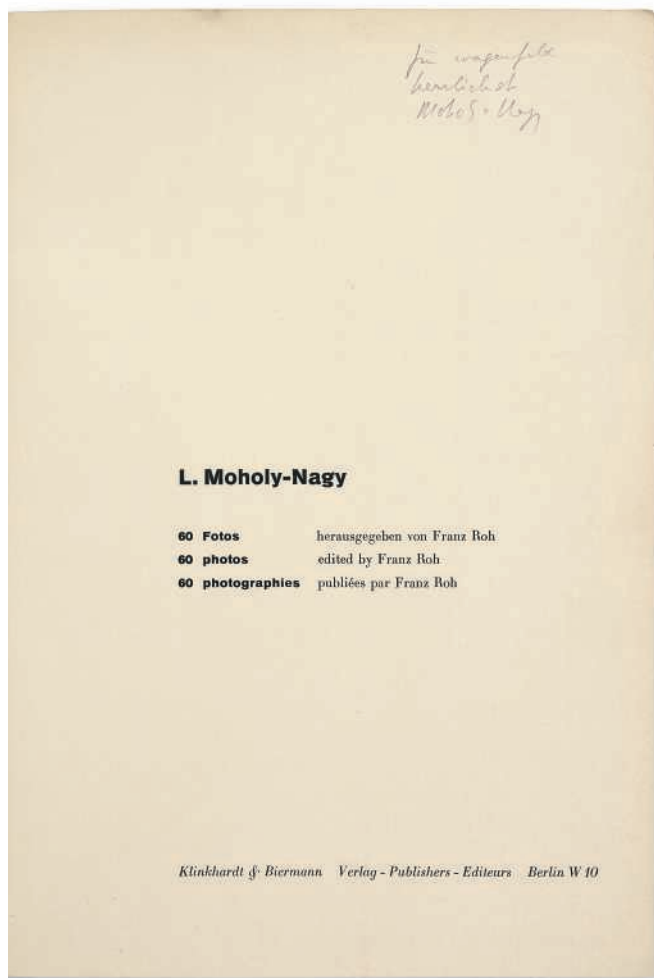 für wagenfeld
herzlichst
Moholy-Nagy
L. Moholy-Nagy
60 Fotos herausgegeben von Franz Roh
60 photos edited by Franz Roh
60 photographies publiées par Franz Roh
Klinkhardt & Biermann Verlag - Publishers - Editeurs Berlin W 10